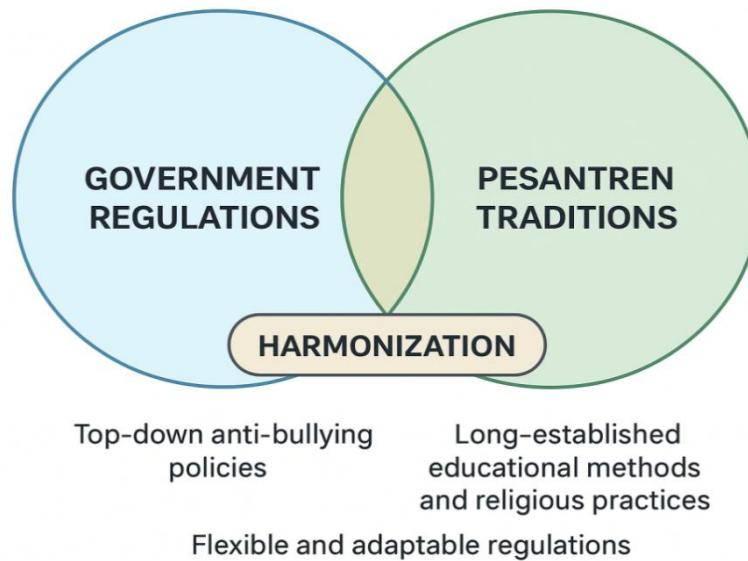 GOVERNMENT
REGULATIONS
PESANTREN
TRADITIONS
HARMONIZATION
Top-down anti-bullying
policies
Long-established
educational methods
and religious practices
Flexible and adaptable regulations